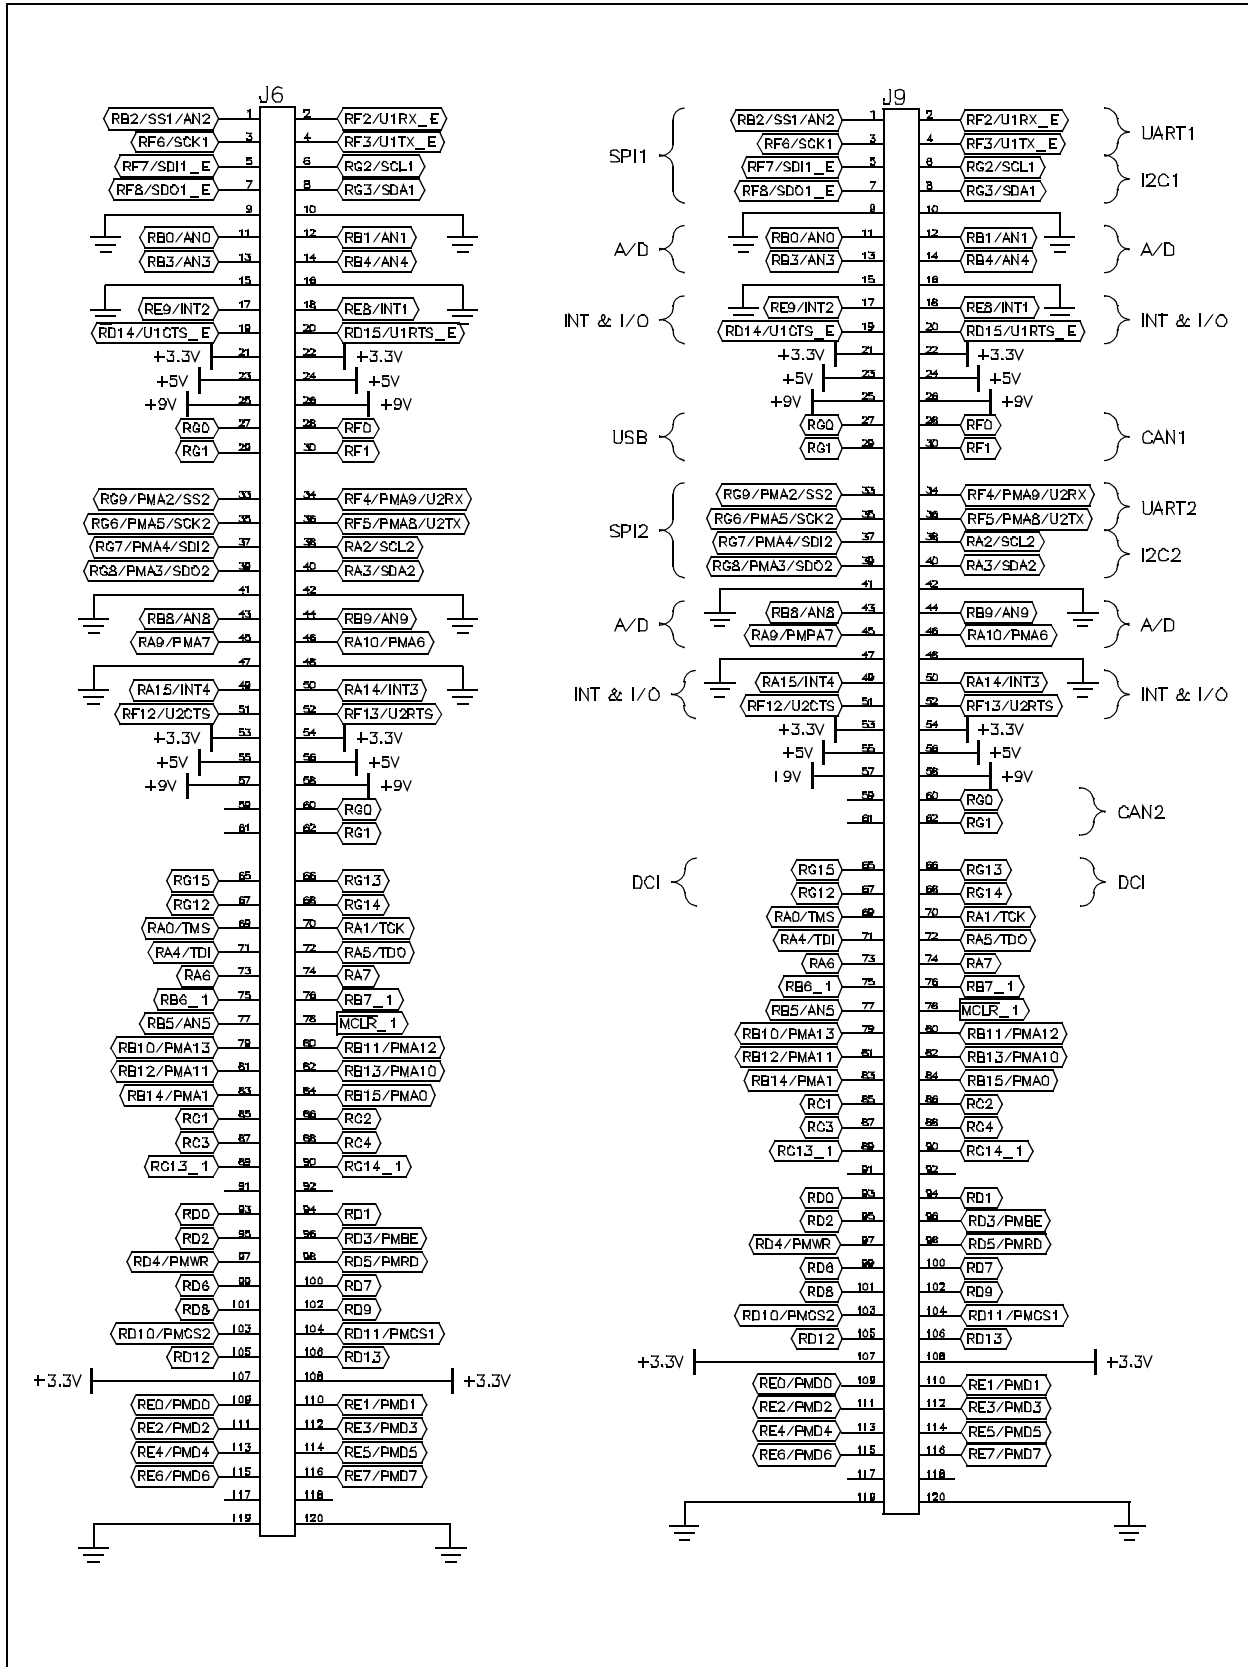 J6
RB2/SS1/AN2 1 2 RF2/U1RX_E
RF6/SCK1 3 4 RF3/U1TX_E
RF7/SDI1_E 5 6 RG2/SCL1
RF8/SDO1_E 7 8 RG3/SDA1
9 10
RB0/AN0 11 12 RB1/AN1
RB3/AN3 13 14 RB4/AN4
15 16
RE9/INT2 17 18 RE8/INT1
RD14/U1CTS_E 19 20 RD15/U1RTS_E
+3.3V 21 22 +3.3V
+5V 23 24 +5V
+9V 25 26 +9V
RG0 27 28 RF0
RG1 29 30 RF1
RG9/PMA2/SS2 33 34 RF4/PMA9/U2RX
RG6/PMA5/SCK2 35 36 RF5/PMA8/U2TX
RG7/PMA4/SDI2 37 38 RA2/SCL2
RG8/PMA3/SDO2 39 40 RA3/SDA2
41 42
RB8/AN8 43 44 RB9/AN9
RA9/PMA7 45 46 RA10/PMA6
47 48
RA15/INT4 49 50 RA14/INT3
RF12/U2CTS 51 52 RF13/U2RTS
+3.3V 53 54 +3.3V
+5V 55 56 +5V
+9V 57 58 +9V
59 60 RG0
61 62 RG1
RG15 65 66 RG13
RG12 67 68 RG14
RA0/TMS 69 70 RA1/TCK
RA4/TDI 71 72 RA5/TDO
RA6 73 74 RA7
RB6_1 75 76 RB7_1
RB5/AN5 77 78 MCLR_1
RB10/PMA13 79 80 RB11/PMA12
RB12/PMA11 81 82 RB13/PMA10
RB14/PMA1 83 84 RB15/PMA0
RC1 85 86 RC2
RC3 87 88 RC4
RC13_1 89 90 RC14_1
91 92
RD0 93 94 RD1
RD2 95 96 RD3/PMBE
RD4/PMWR 97 98 RD5/PMRD
RD6 99 100 RD7
RD8 101 102 RD9
RD10/PMCS2 103 104 RD11/PMCS1
RD12 105 106 RD13
+3.3V 107 108 +3.3V
RE0/PMD0 109 110 RE1/PMD1
RE2/PMD2 111 112 RE3/PMD3
RE4/PMD4 113 114 RE5/PMD5
RE6/PMD6 115 116 RE7/PMD7
117 118
119 120
J9
RB2/SS1/AN2 1 2 RF2/U1RX_E
UART1
RF6/SCK1 3 4 RF3/U1TX_E
SPI1
RF7/SDI1_E 5 6 RG2/SCL1
I2C1
RF8/SDO1_E 7 8 RG3/SDA1
9 10
RB0/AN0 11 12 RB1/AN1
A/D A/D
RB3/AN3 13 14 RB4/AN4
15 16
RE9/INT2 17 18 RE8/INT1
INT & I/O INT & I/O
RD14/U1CTS_E 19 20 RD15/U1RTS_E
+3.3V 21 22 +3.3V
+5V 23 24 +5V
+9V 25 26 +9V
RG0 27 28 RF0
USB CAN1
RG1 29 30 RF1
RG9/PMA2/SS2 33 34 RF4/PMA9/U2RX
UART2
RG6/PMA5/SCK2 35 36 RF5/PMA8/U2TX
SPI2
RG7/PMA4/SDI2 37 38 RA2/SCL2
I2C2
RG8/PMA3/SDO2 39 40 RA3/SDA2
41 42
RB8/AN8 43 44 RB9/AN9
A/D A/D
RA9/PMPA7 45 46 RA10/PMA6
47 48
RA15/INT4 49 50 RA14/INT3
INT & I/O INT & I/O
RF12/U2CTS 51 52 RF13/U2RTS
+3.3V 53 54 +3.3V
+5V 55 56 +5V
19V 57 58 +9V
59 60 RG0
CAN2
61 62 RG1
RG15 65 66 RG13
DCI DCI
RG12 67 68 RG14
RA0/TMS 69 70 RA1/TCK
RA4/TDI 71 72 RA5/TDO
RA6 73 74 RA7
RB6_1 75 76 RB7_1
RB5/AN5 77 78 MCLR_1
RB10/PMA13 79 80 RB11/PMA12
RB12/PMA11 81 82 RB13/PMA10
RB14/PMA1 83 84 RB15/PMA0
RC1 85 86 RC2
RC3 87 88 RC4
RC13_1 89 90 RC14_1
91 92
RD0 93 94 RD1
RD2 95 96 RD3/PMBE
RD4/PMWR 97 98 RD5/PMRD
RD6 99 100 RD7
RD8 101 102 RD9
RD10/PMCS2 103 104 RD11/PMCS1
RD12 105 106 RD13
+3.3V 107 108 +3.3V
RE0/PMD0 109 110 RE1/PMD1
RE2/PMD2 111 112 RE3/PMD3
RE4/PMD4 113 114 RE5/PMD5
RE6/PMD6 115 116 RE7/PMD7
117 118
119 120